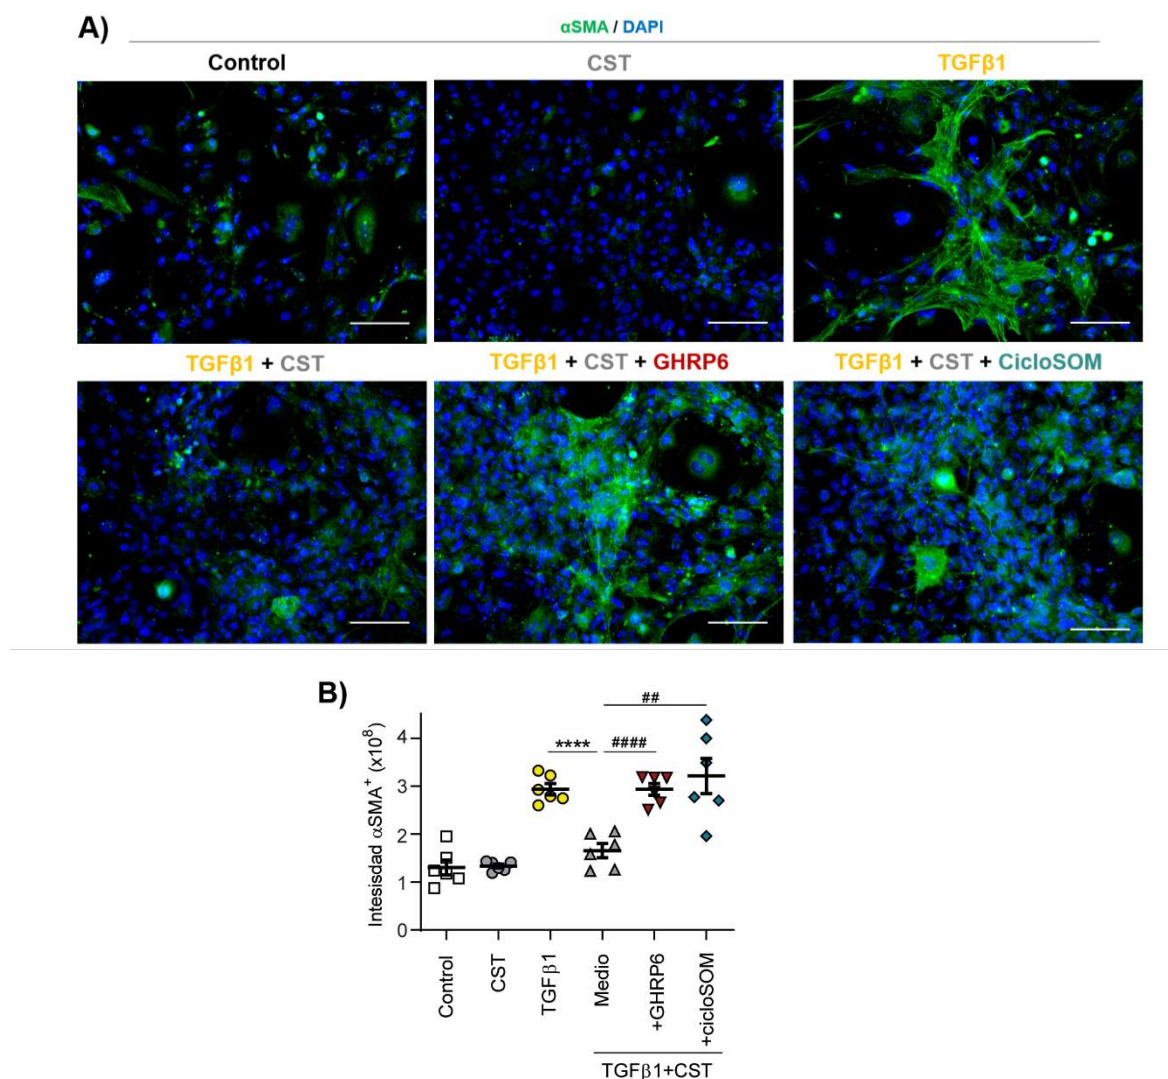 A)
αSMA / DAPI
Control
CST
TGFβ1
TGFβ1 + CST
TGFβ1 + CST + GHRP6
TGFβ1 + CST + CicloSOM
B)
Intesisdad αSMA⁺ (x10⁸)
4
3
2
1
0
##
****
####
Control
CST
TGFβ1
Medio
+GHRP6
+cicloSOM
TGFβ1+CST